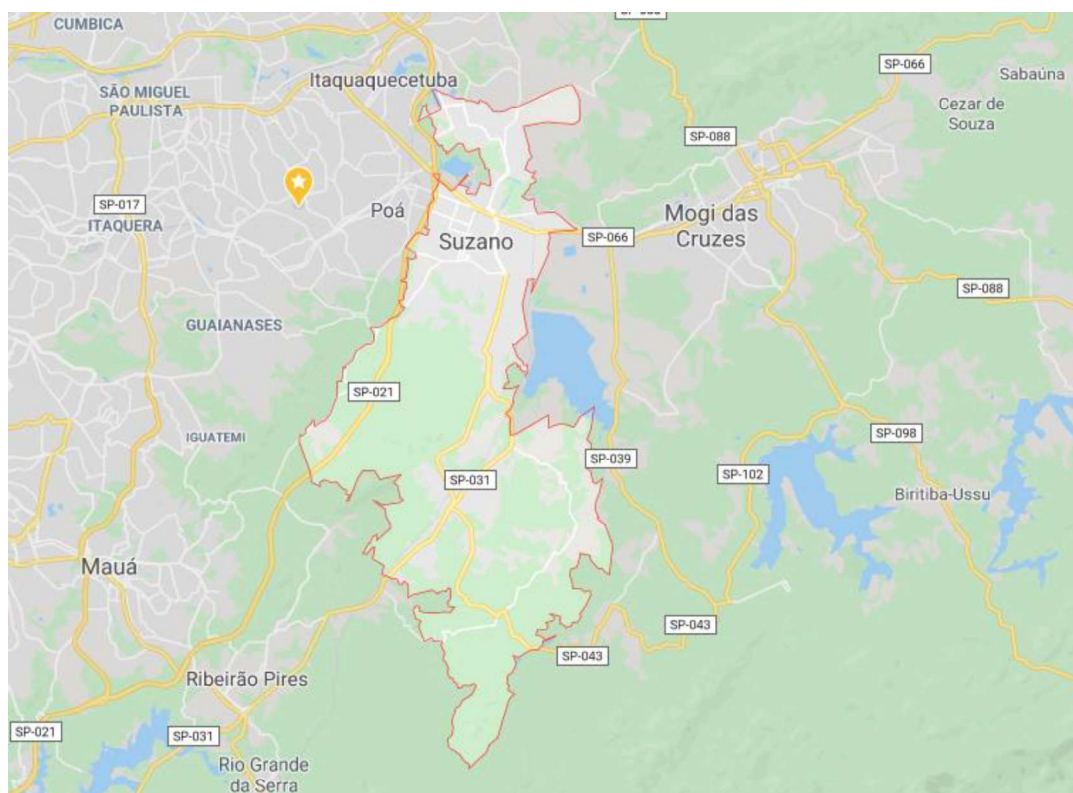 CUMBICA
SP-066
Itaquaquecetuba
Sabaúna
SÃO MIGUEL
PAULISTA
Cezar de
Souza
SP-088
SP-017
Poá
ITAQUERA
Mogi das
Cruzes
Suzano
SP-066
SP-088
GUAIANASES
SP-021
IGUATEMI
SP-098
SP-039
SP-102
SP-031
Biritiba-Ussu
Mauá
SP-043
SP-043
Ribeirão Pires
SP-021
SP-031
Rio Grande
da Serra